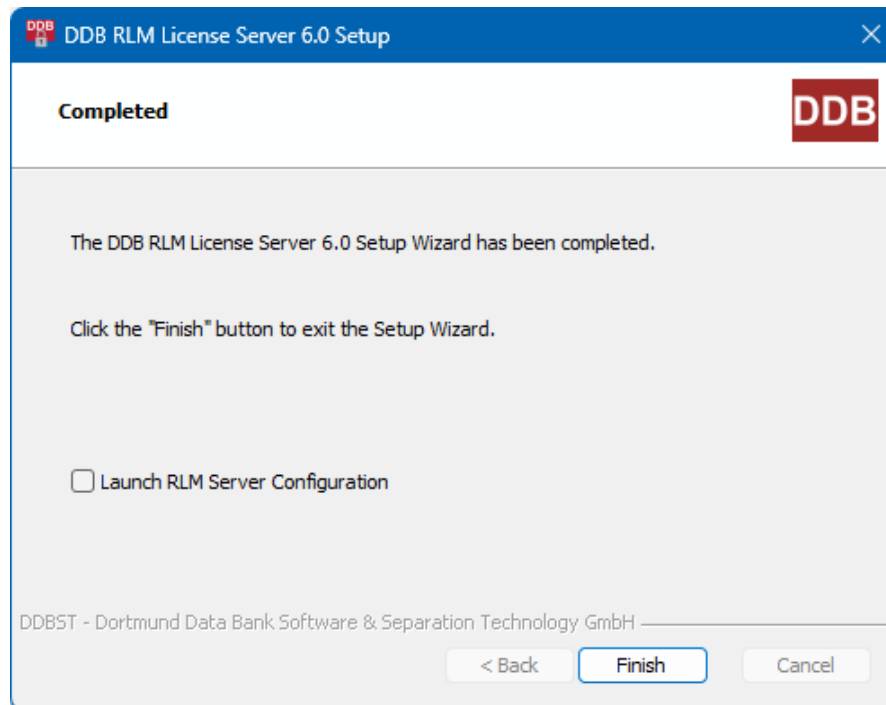 DDB
DDB RLM License Server 6.0 Setup
Completed
DDB
The DDB RLM License Server 6.0 Setup Wizard has been completed.
Click the "Finish" button to exit the Setup Wizard.
Launch RLM Server Configuration
DDBST - Dortmund Data Bank Software & Separation Technology GmbH
< Back
Finish
Cancel